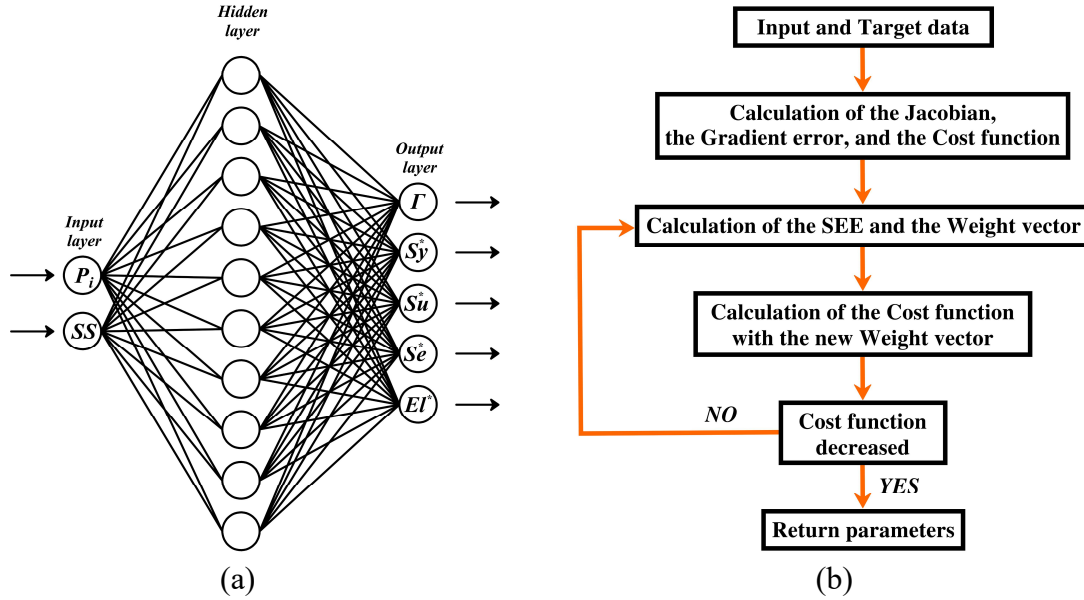 Hidden
layer
Input
layer
P_i
SS
Output
layer
Γ
Sy*
Su*
Se*
El*
(a)
Input and Target data
Calculation of the Jacobian,
the Gradient error, and the Cost function
Calculation of the SEE and the Weight vector
Calculation of the Cost function
with the new Weight vector
NO
Cost function
decreased
YES
Return parameters
(b)